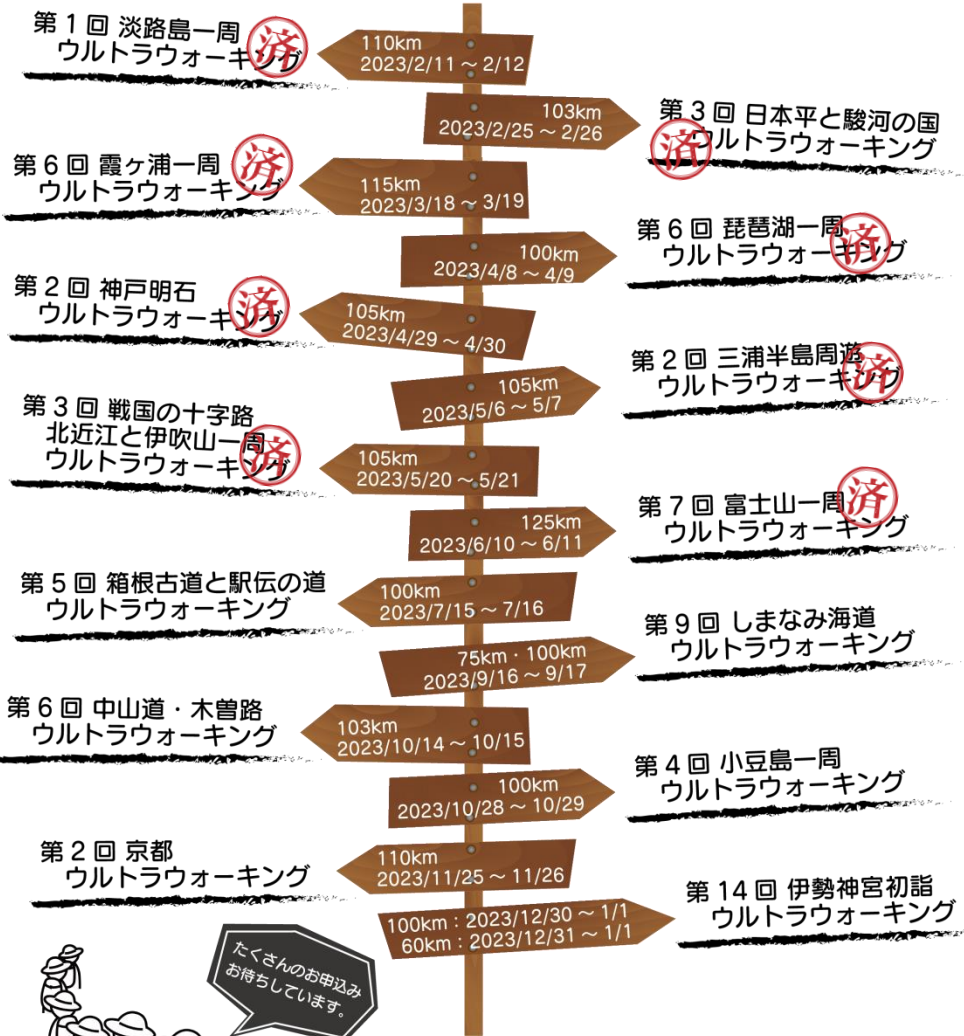 第1回 淡路島一周
ウルトラウォーキング
済
110km
2023/2/11 ～ 2/12
103km
2023/2/25 ～ 2/26
第3回 日本平と駿河の国
ウルトラウォーキング
済
第6回 霞ヶ浦一周
ウルトラウォーキング
済
115km
2023/3/18 ～ 3/19
100km
2023/4/8 ～ 4/9
第6回 琵琶湖一周
ウルトラウォーキング
済
第2回 神戸明石
ウルトラウォーキング
済
105km
2023/4/29 ～ 4/30
105km
2023/5/6 ～ 5/7
第2回 三浦半島周遊
ウルトラウォーキング
済
第3回 戦国の十字路
北近江と伊吹山一周
ウルトラウォーキング
済
105km
2023/5/20 ～ 5/21
125km
2023/6/10 ～ 6/11
第7回 富士山一周
ウルトラウォーキング
済
第5回 箱根古道と駅伝の道
ウルトラウォーキング
100km
2023/7/15 ～ 7/16
75km・100km
2023/9/16 ～ 9/17
第9回 しまなみ海道
ウルトラウォーキング
第6回 中山道・木曽路
ウルトラウォーキング
103km
2023/10/14 ～ 10/15
100km
2023/10/28 ～ 10/29
第4回 小豆島一周
ウルトラウォーキング
第2回 京都
ウルトラウォーキング
110km
2023/11/25 ～ 11/26
100km：2023/12/30 ～ 1/1
60km：2023/12/31 ～ 1/1
第14回 伊勢神宮初詣
ウルトラウォーキング
たくさんのお申込み
お待ちしています。